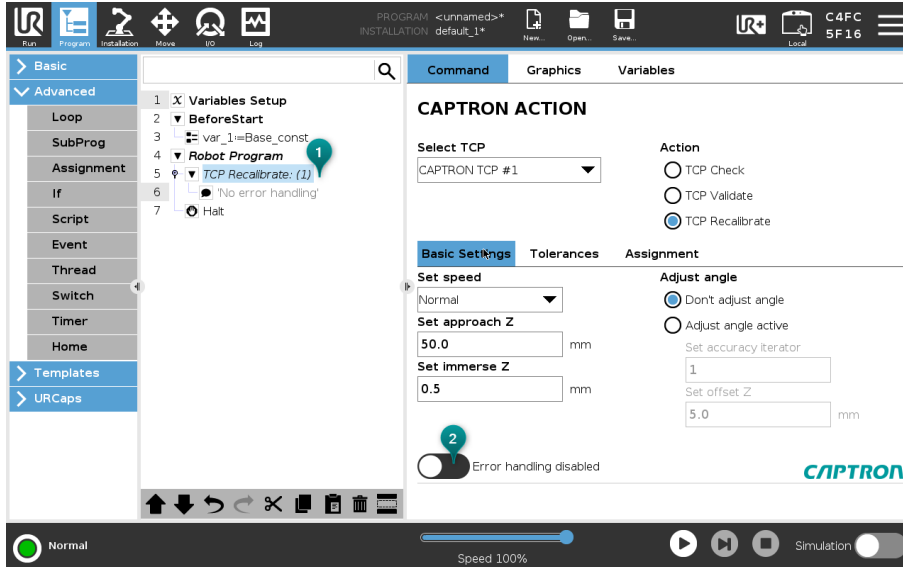 PROGRAM <unnamed>*
INSTALLATION default_1*
C4FC
5F16
Run
Program
Installation
Move
I/O
Log
New...
Open...
Save...
Local
Basic
Advanced
Loop
SubProg
Assignment
If
Script
Event
Thread
Switch
Timer
Home
Templates
URCaps
1 X Variables Setup
2 BeforeStart
3 var_1:=Base_const
4 Robot Program
5 TCP Recalibrate: (1)
6 'No error handling'
7 Halt
1
Command Graphics Variables
CAPTRON ACTION
Select TCP
CAPTRON TCP #1
Action
TCP Check
TCP Validate
TCP Recalibrate
Basic Settings Tolerances Assignment
Set speed
Normal
Set approach Z
50.0 mm
Set immerse Z
0.5 mm
Adjust angle
Don't adjust angle
Adjust angle active
Set accuracy iterator
1
Set offset Z
5.0 mm
2
Error handling disabled
CAPTRON
Normal
Speed 100%
Simulation
UR
UR+